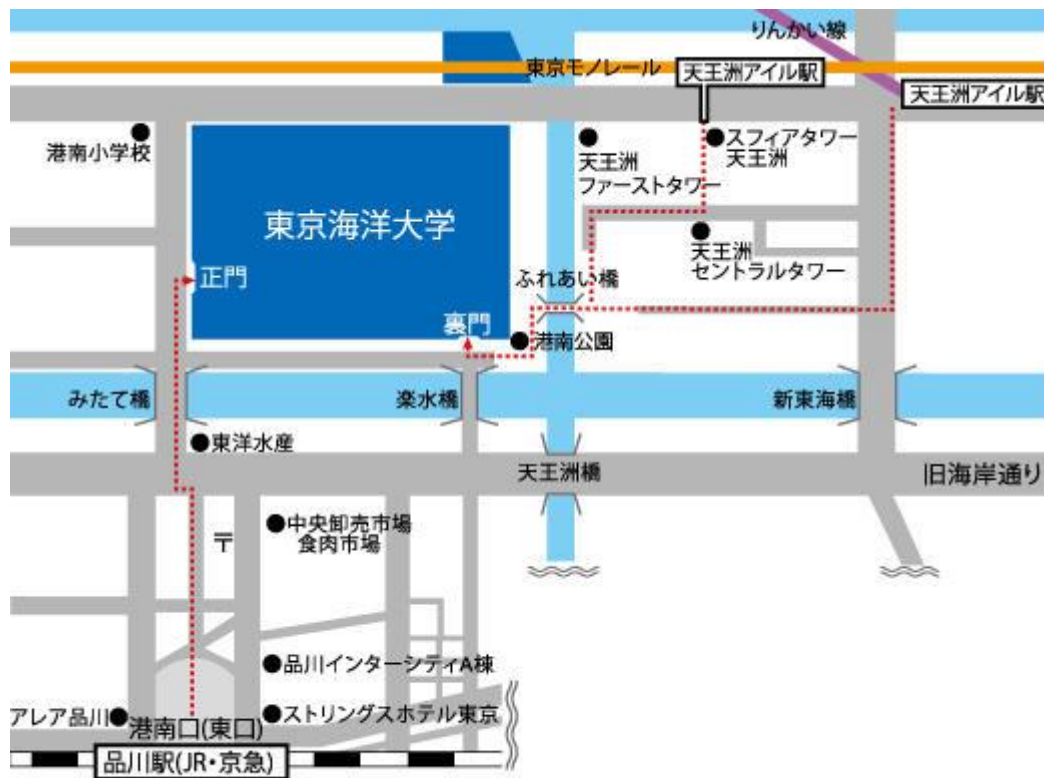 りんかい線
東京モノレール
天王洲アイル駅
天王洲アイル駅
港南小学校
天王洲
ファーストタワー
スフィアタワー
天王洲
東京海洋大学
天王洲
セントラルタワー
正門
ふれあい橋
裏門
港南公園
みたて橋
楽水橋
新東海橋
東洋水産
天王洲橋
旧海岸通り
〒
中央卸売市場
食肉市場
品川インターシティA棟
アレア品川
港南口(東口)
ストリングスホテル東京
品川駅(JR・京急)